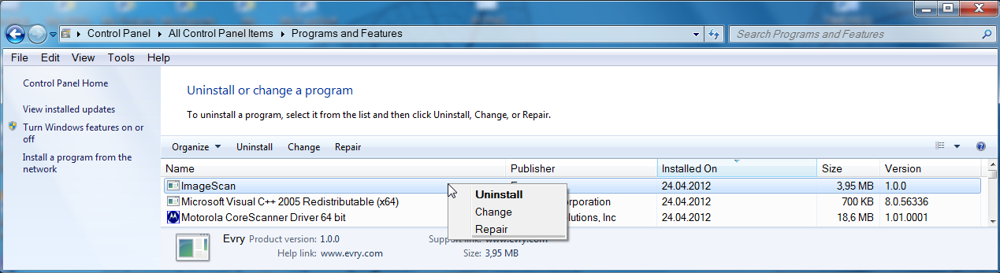 Control Panel All Control Panel Items Programs and Features Search Programs and Features
File Edit View Tools Help
Control Panel Home
View installed updates
Turn Windows features on or off
Install a program from the network
Uninstall or change a program
To uninstall a program, select it from the list and then click Uninstall, Change, or Repair.
Organize Uninstall Change Repair
Name Publisher Installed On Size Version
ImageScan 24.04.2012 3,95 MB 1.0.0
Microsoft Visual C++ 2005 Redistributable (x64) orporation 24.04.2012 700 KB 8.0.56336
Motorola CoreScanner Driver 64 bit olutions, Inc 24.04.2012 18,6 MB 1.01.0001
Uninstall
Change
Repair
Evry Product version: 1.0.0 Support link: www.evry.com
Help link: www.evry.com Size: 3,95 MB